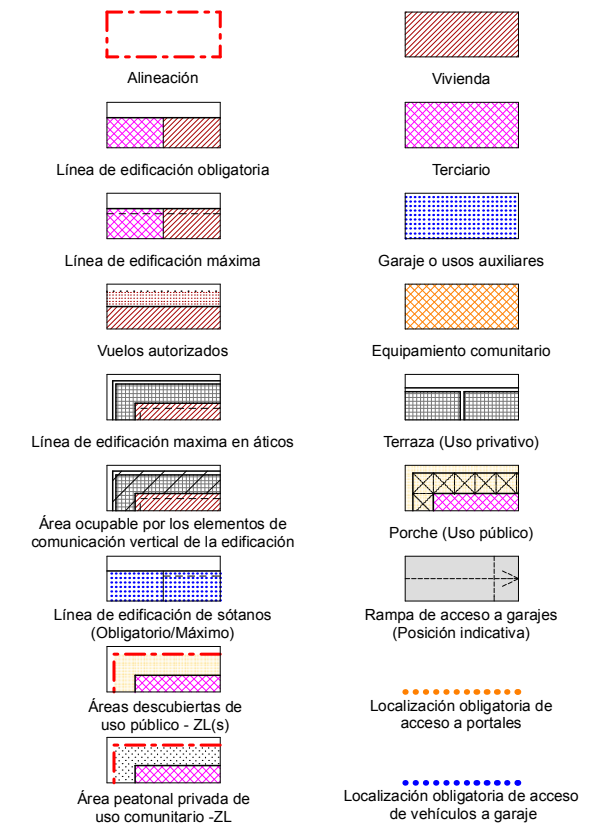 Alineación
Vivienda
Línea de edificación obligatoria
Terciario
Línea de edificación máxima
Garaje o usos auxiliares
Vuelos autorizados
Equipamiento comunitario
Línea de edificación maxima en áticos
Terraza (Uso privativo)
Área ocupable por los elementos de
comunicación vertical de la edificación
Porche (Uso público)
Línea de edificación de sótanos
(Obligatorio/Máximo)
Rampa de acceso a garajes
(Posición indicativa)
Áreas descubiertas de
uso público - ZL(s)
Localización obligatoria de
acceso a portales
Área peatonal privada de
uso comunitario -ZL
Localización obligatoria de acceso
de vehículos a garaje